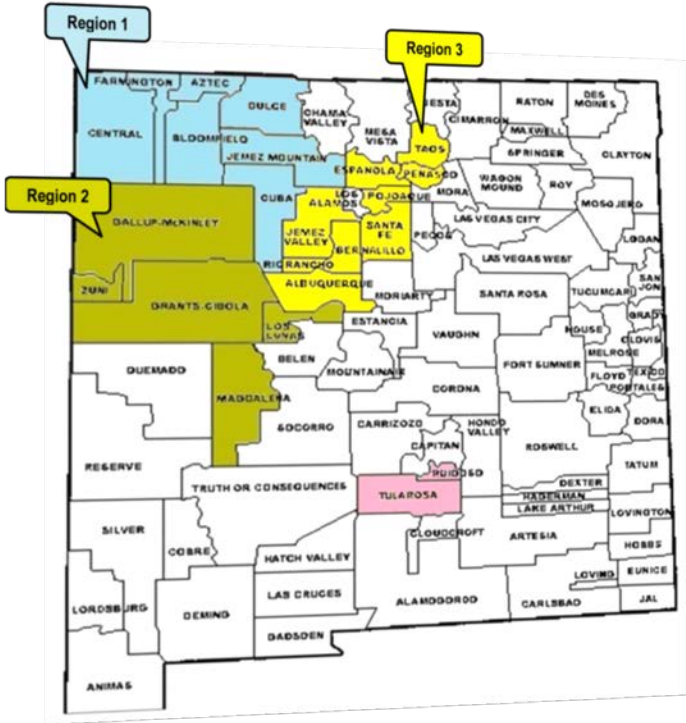 Region 1
Region 3
Region 2
FARMINGTON
AZTEC
DULCE
CHAMA
VALLEY
MESA
VISTA
QUESTA
CIMARRON
RATON
DES
MOINES
MAXWELL
CENTRAL
BLOOMFIELD
TAOS
SPRINGER
CLAYTON
JEMEZ MOUNTAIN
ESPANOLA
PENASCO
WAGON
MOUND
ROY
MORA
MOSQUERO
CUBA
LOS
ALAMOS
POJOAQUE
GALLUP-McKINLEY
LAS VEGAS CITY
JEMEZ
VALLEY
SANTA
FE
PECOS
LOGAN
BERNALILLO
LAS VEGAS WEST
RIO RANCHO
ZUNI
ALBUQUERQUE
MORIARTY
SANTA ROSA
TUCUMCARI
SAN
JON
GRANTS-CIBOLA
LOS
LUNAS
ESTANCIA
VAUGHN
HOUSE
GRADY
CLOVIS
BELEN
MELROSE
QUEMADO
MOUNTAINAIR
FORT SUMNER
FLOYD
TEXICO
PORTALES
MAGDALENA
CORONA
ELIDA
DORA
SOCORRO
CARRIZOZO
HONDO
VALLEY
CAPITAN
ROSWELL
RESERVE
RUIDOSO
TATUM
TRUTH OR CONSEQUENCES
TULAROSA
DEXTER
HAGERMAN
LAKE ARTHUR
LOVINGTON
SILVER
CLOUDCROFT
ARTESIA
COBRE
HATCH VALLEY
HOBBS
LOVING
EUNICE
LAS CRUCES
LORDSBURG
DEMING
ALAMOGORDO
CARLSBAD
JAL
GADSDEN
ANIMAS